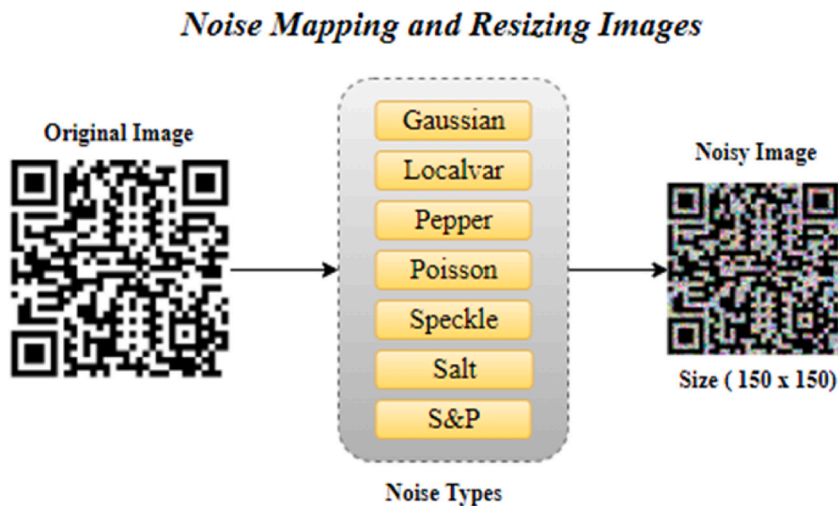 Noise Mapping and Resizing Images
Original Image
Gaussian
Localvar
Pepper
Poisson
Speckle
Salt
S&P
Noise Types
Noisy Image
Size ( 150 x 150)